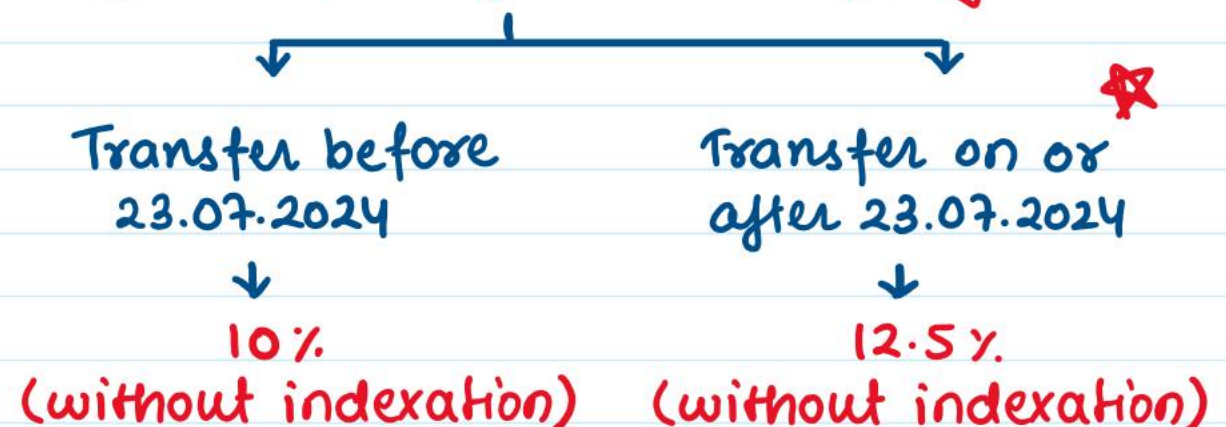 Transfer before
23.07.2024
10%
(without indexation)
Transfer on or
after 23.07.2024
12.5%
(without indexation)